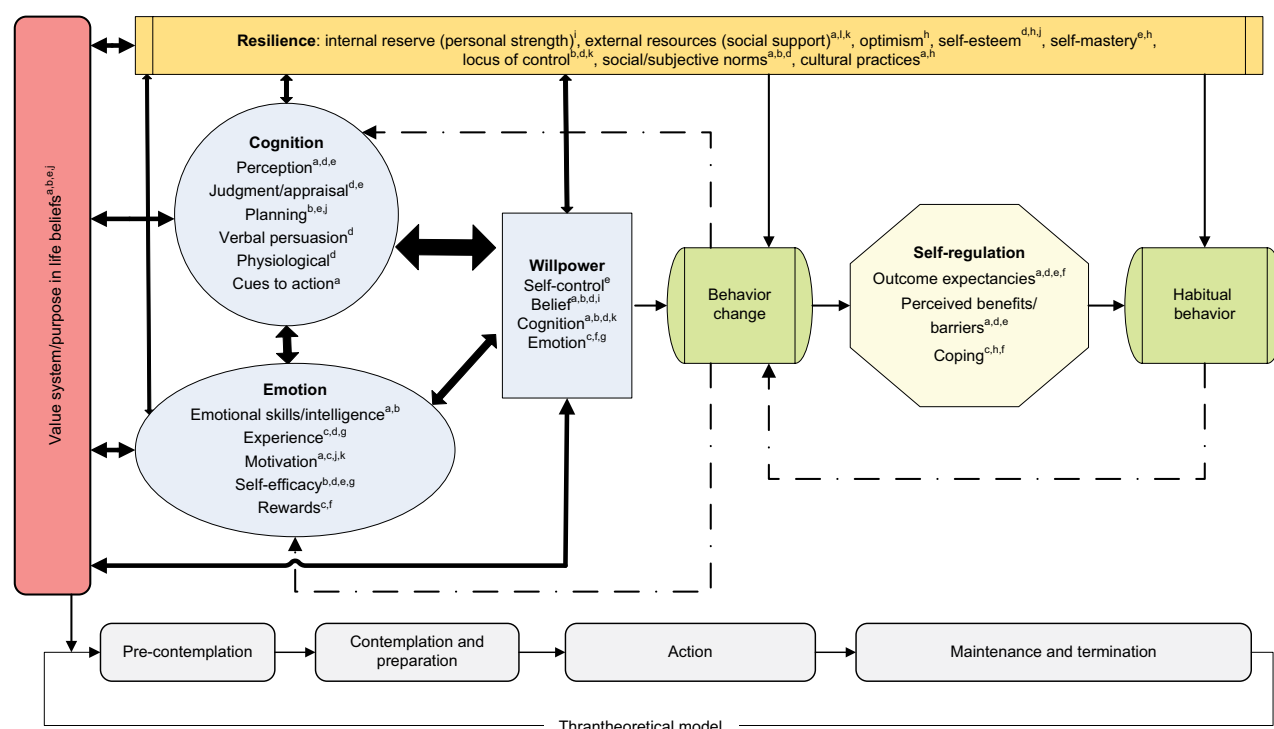 Resilience: internal reserve (personal strength)i, external resources (social support)a,l,k, optimismh, self-esteemd,h,j, self-masterye,h,
locus of controlb,d,k, social/subjective normsa,b,d, cultural practicesa,h
Value system/purpose in life beliefsa,b,e,j
Cognition
Perceptiona,d,e
Judgment/appraisald,e
Planningb,e,j
Verbal persuasiond
Physiologicald
Cues to actiona
Emotion
Emotional skills/intelligencea,b
Experiencec,d,g
Motivationa,c,j,k
Self-efficacyb,d,e,g
Rewardsc,f
Willpower
Self-controle
Beliefa,b,d,i
Cognitiona,b,d,k
Emotionc,f,g
Behavior
change
Self-regulation
Outcome expectanciesa,d,e,f
Perceived benefits/
barriersa,d,e
Copingc,h,f
Habitual
behavior
Pre-contemplation
Contemplation and
preparation
Action
Maintenance and termination
Thrantheoretical model